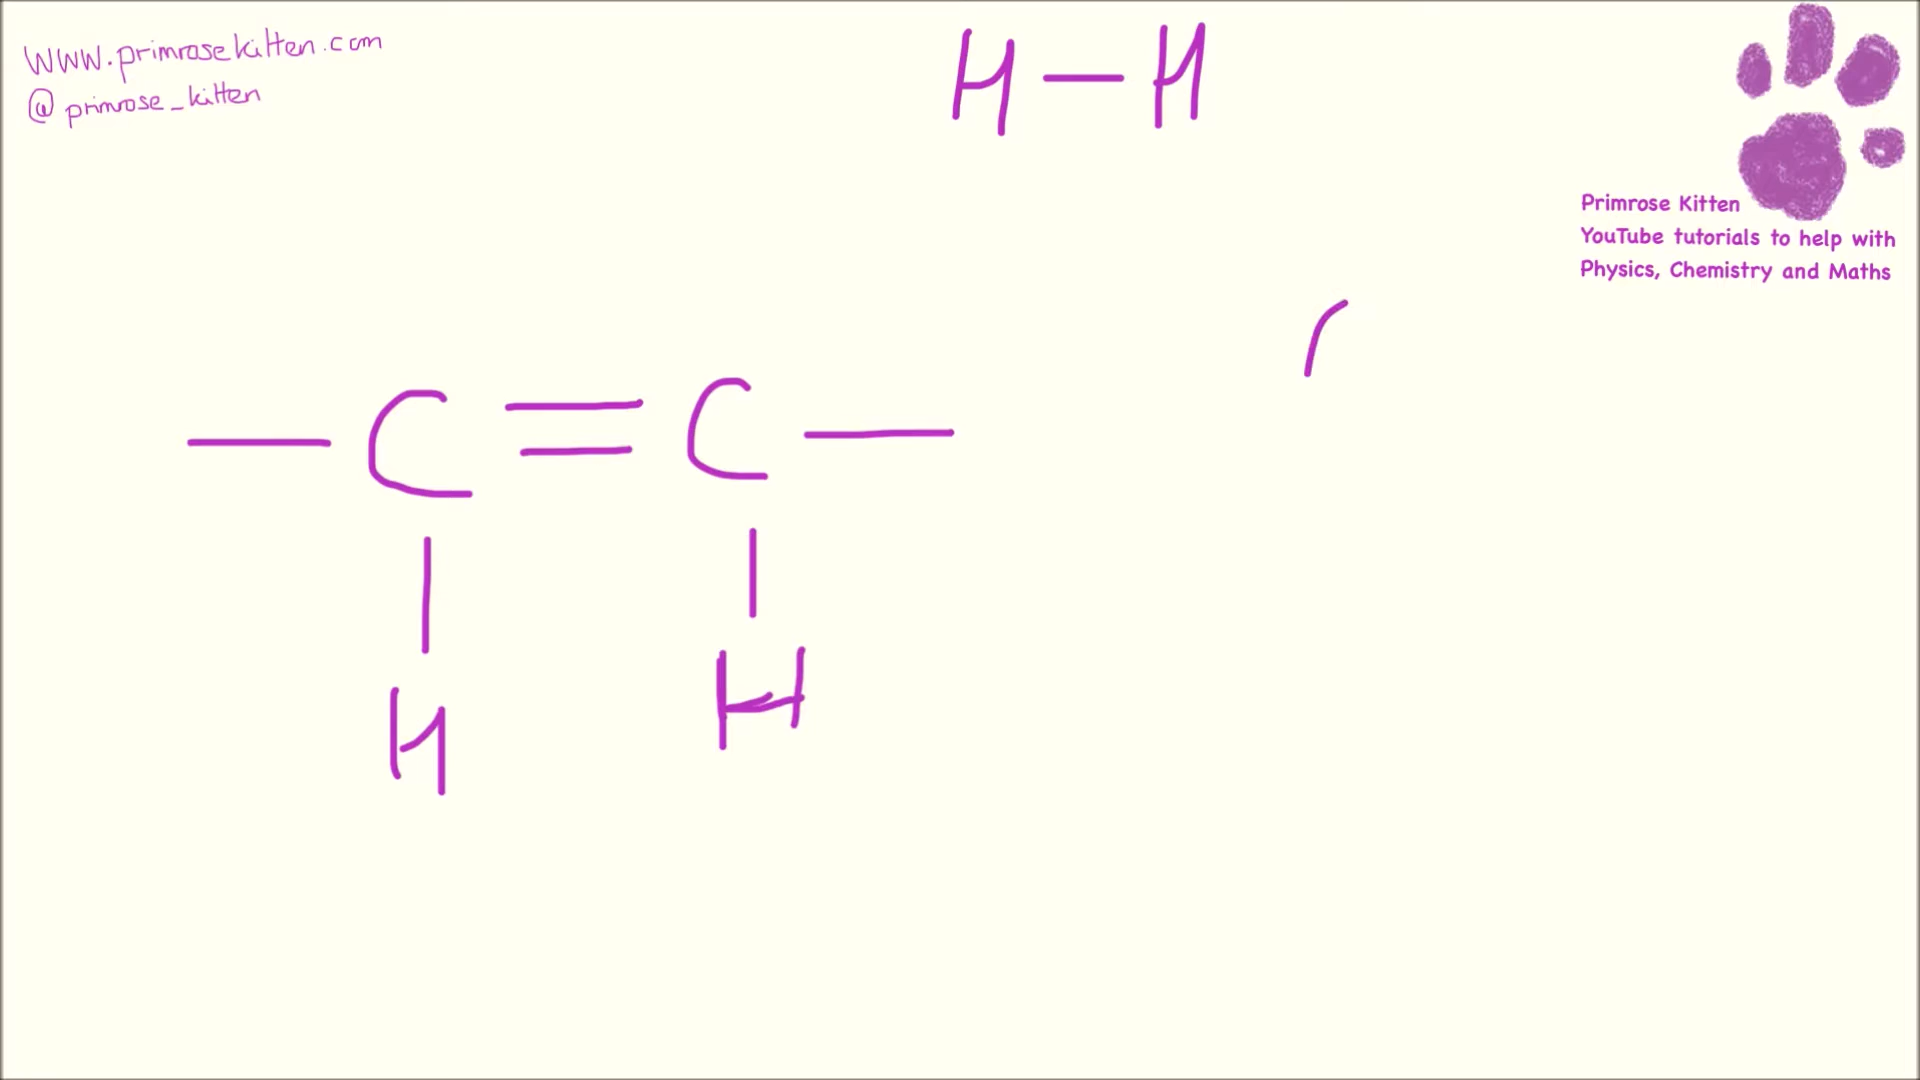 www.primrosekitten.com
@primrose_kitten
H — H
Primrose Kitten
YouTube tutorials to help with
Physics, Chemistry and Maths
— C = C —
H H